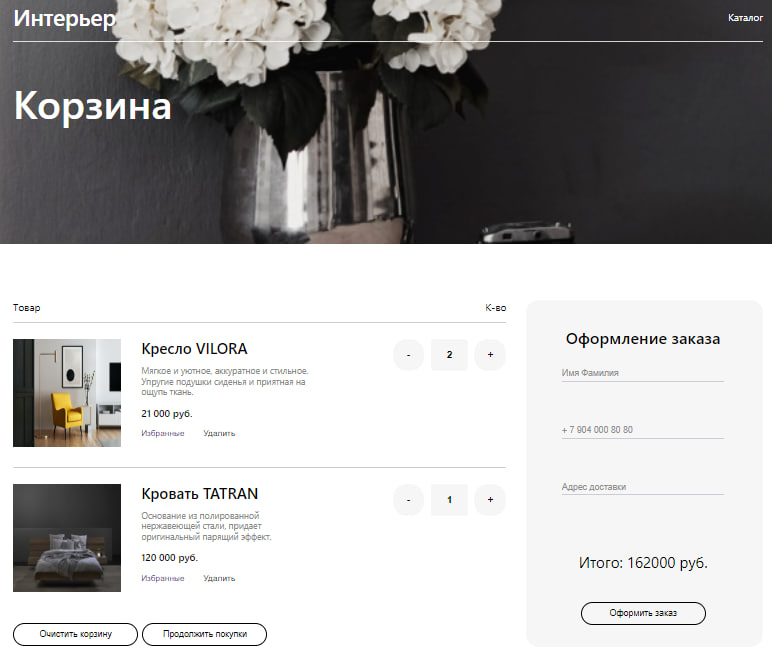 Интерьер
Каталог
Корзина
Товар
К-во
Кресло VILORA
Мягкое и уютное, аккуратное и стильное.
Упругие подушки сиденья и приятная на
ощупь ткань.
21 000 руб.
Избранные Удалить
- 2 +
Кровать TATRAN
Основание из полированной
нержавеющей стали, придает
оригинальный парящий эффект.
120 000 руб.
Избранные Удалить
- 1 +
Очистить корзину
Продолжить покупки
Оформление заказа
Имя Фамилия
+ 7 904 000 80 80
Адрес доставки
Итого: 162000 руб.
Оформить заказ